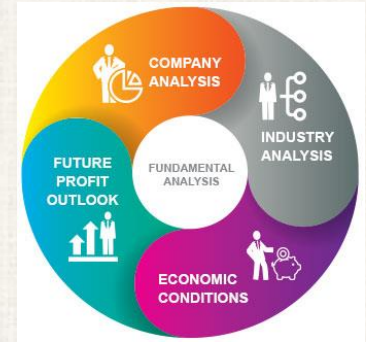 COMPANY
ANALYSIS
INDUSTRY
ANALYSIS
FUTURE
PROFIT
OUTLOOK
FUNDAMENTAL
ANALYSIS
ECONOMIC
CONDITIONS